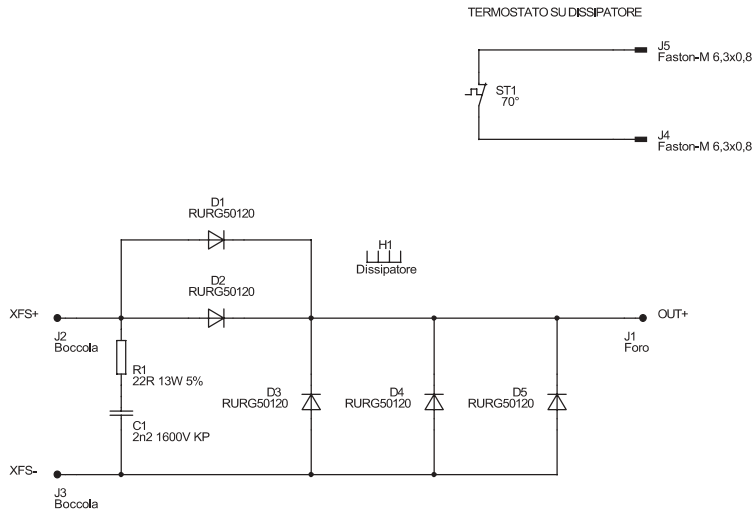 TERMOSTATO SU DISSIPATORE
J5
Faston-M 6,3x0,8
ST1
70°
J4
Faston-M 6,3x0,8
D1
RURG50120
H1
Dissipatore
D2
RURG50120
XFS+
OUT+
J2
Boccola
J1
Foro
R1
22R 13W 5%
D3
RURG50120
D4
RURG50120
D5
RURG50120
C1
2n2 1600V KP
XFS-
J3
Boccola